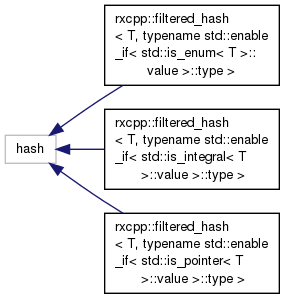 rxcpp::filtered_hash
< T, typename std::enable
_if< std::is_enum< T >::
value >::type >
hash
rxcpp::filtered_hash
< T, typename std::enable
_if< std::is_integral< T
>::value >::type >
rxcpp::filtered_hash
< T, typename std::enable
_if< std::is_pointer< T
>::value >::type >